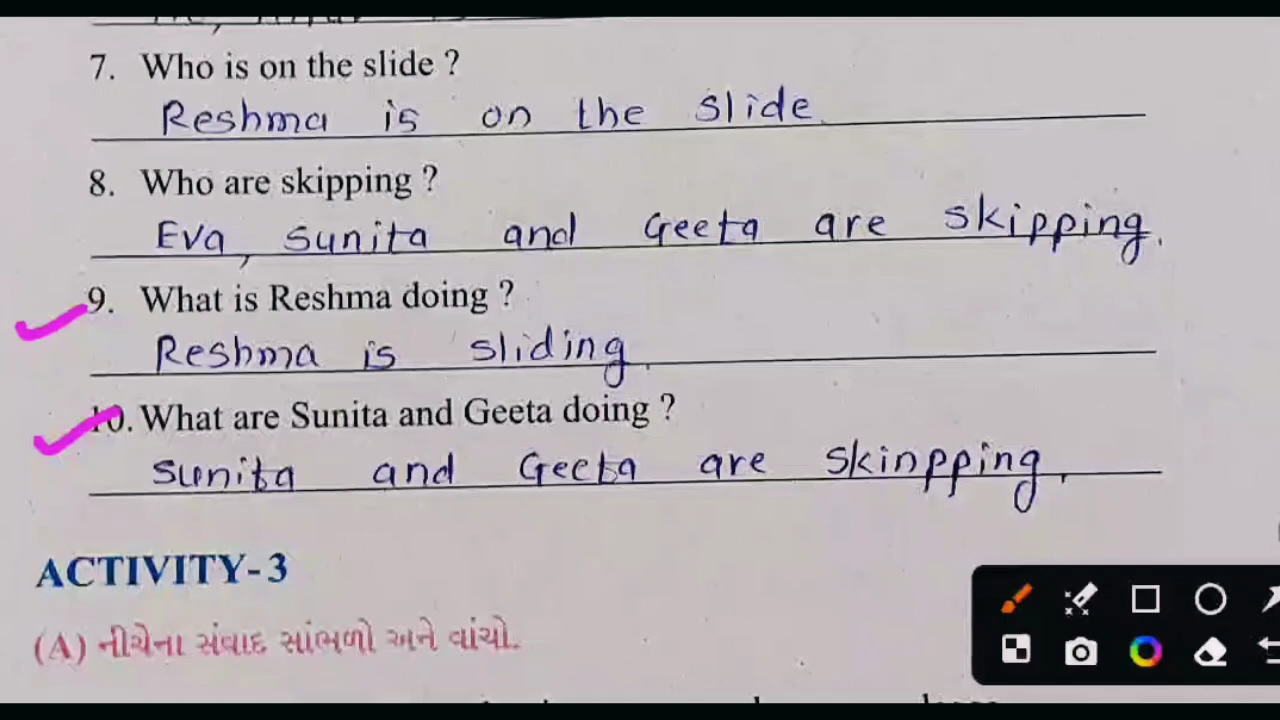 7. Who is on the slide ?
Reshma is on the slide.
8. Who are skipping ?
Eva, sunita and Geeta are skipping.
9. What is Reshma doing ?
Reshma is sliding.
10. What are Sunita and Geeta doing ?
sunita and Geeta are skinpping.
ACTIVITY-3
(A) નીચેના સંવાદ સાંભળો અને વાંચો.